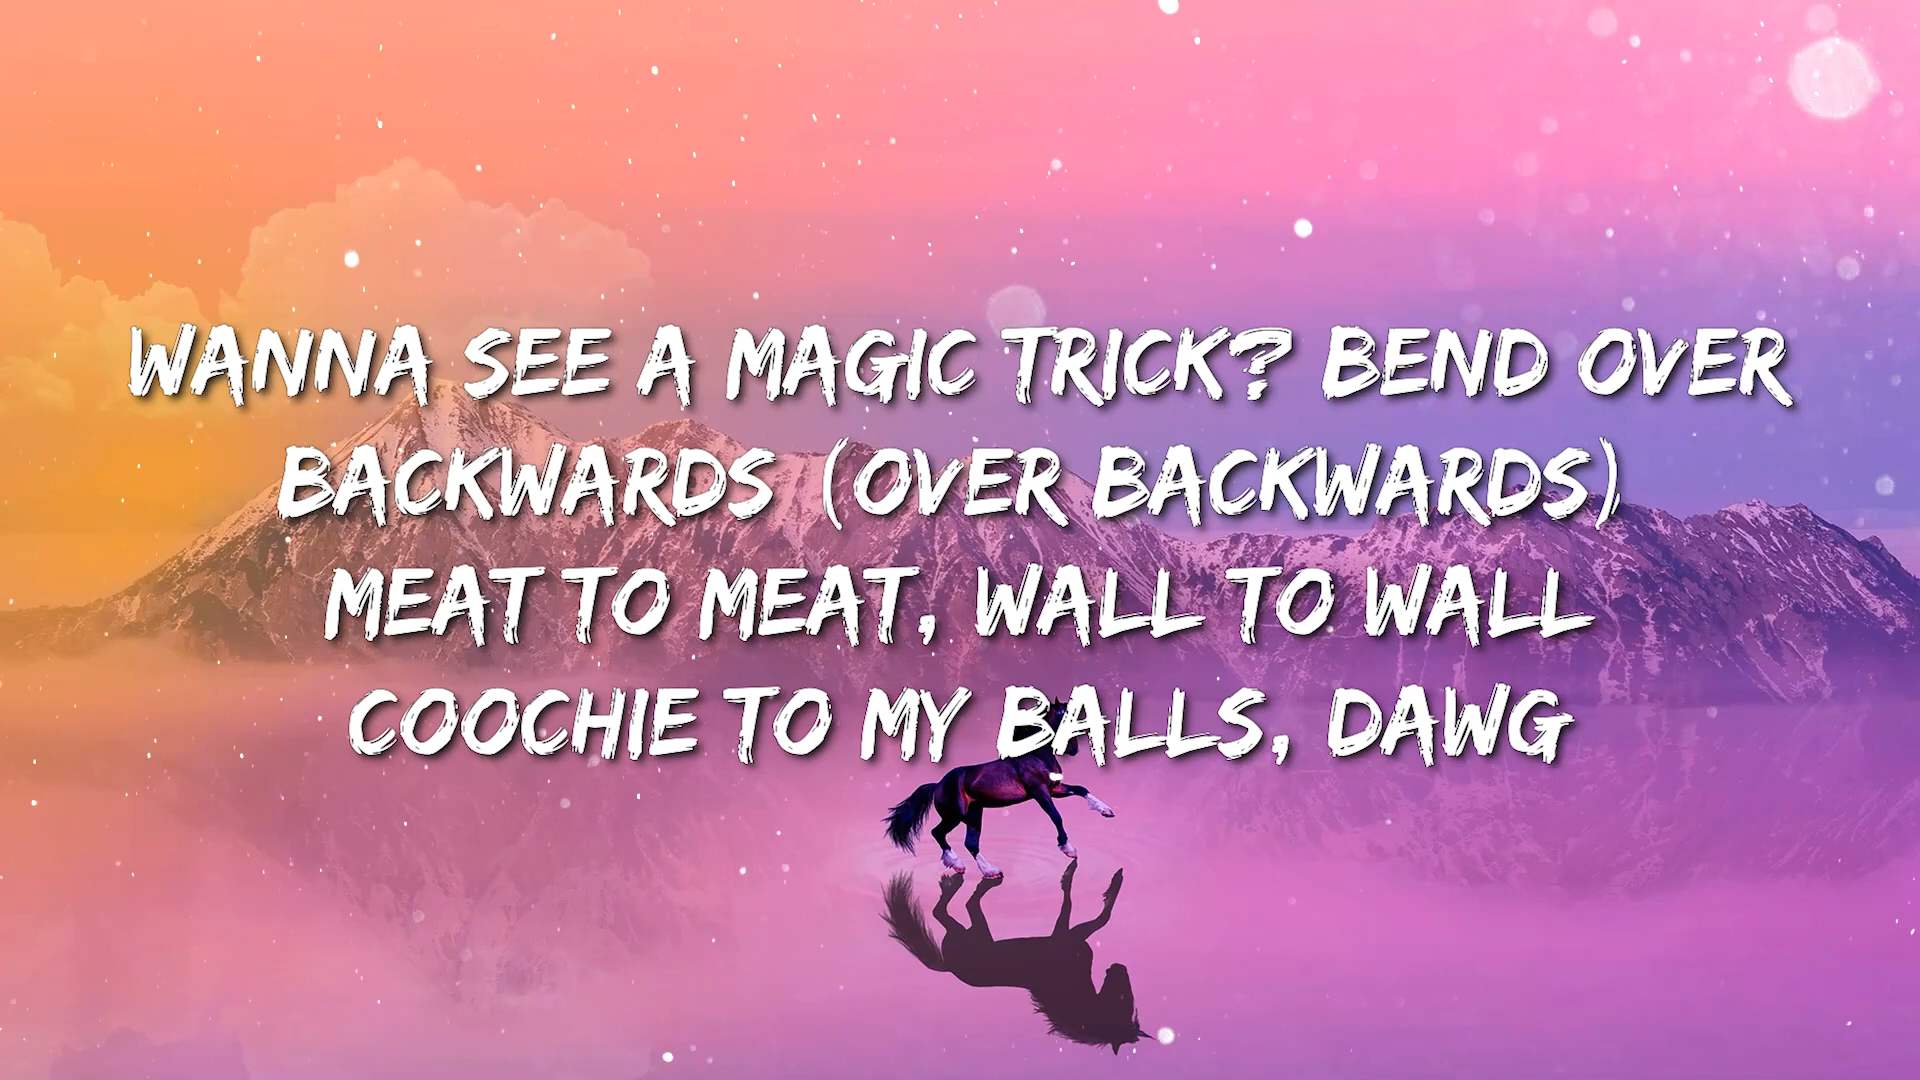 WANNA SEE A MAGIC TRICK? BEND OVER
BACKWARDS (OVER BACKWARDS)
MEAT TO MEAT, WALL TO WALL
COOCHIE TO MY BALLS, DAWG